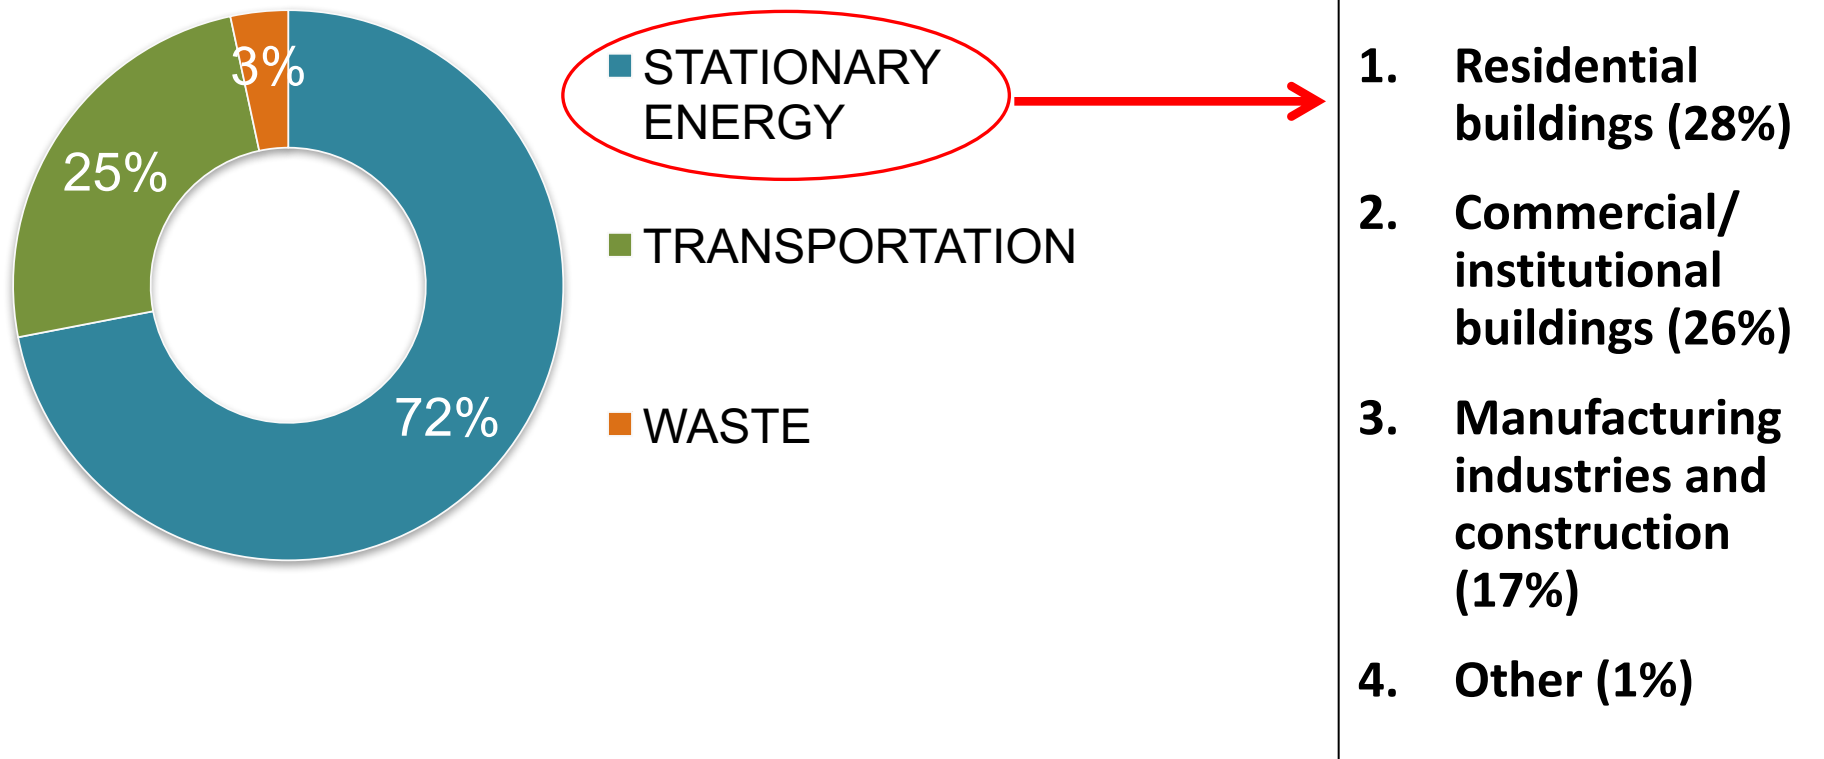 3%
25%
72%
STATIONARY
ENERGY
TRANSPORTATION
WASTE
1. Residential
buildings (28%)
2. Commercial/
institutional
buildings (26%)
3. Manufacturing
industries and
construction
(17%)
4. Other (1%)